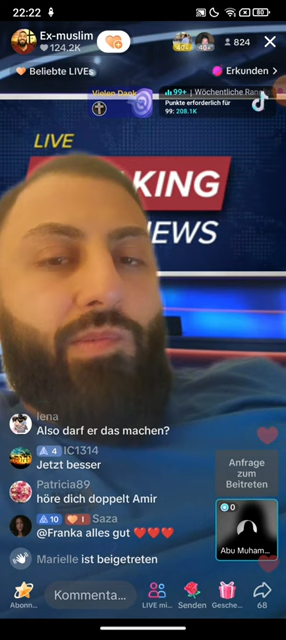 22:22
80
Ex-muslim
124.2K
40+
40+
824
Beliebte LIVEs
Erkunden >
Vielen Dank
99+ | Wöchentliche Ran
Punkte erforderlich für
99: 208.1K
LIVE
KING
NEWS
lena
Also darf er das machen?
4 IC1314
Jetzt besser
Patricia89
höre dich doppelt Amir
10 1 Saza
@Franka alles gut ❤️❤️❤️
Marielle ist beigetreten
Anfrage
zum
Beitreten
0
Abu Muham...
Abonn...
Kommenta...
LIVE mi...
Senden
Gesche...
68